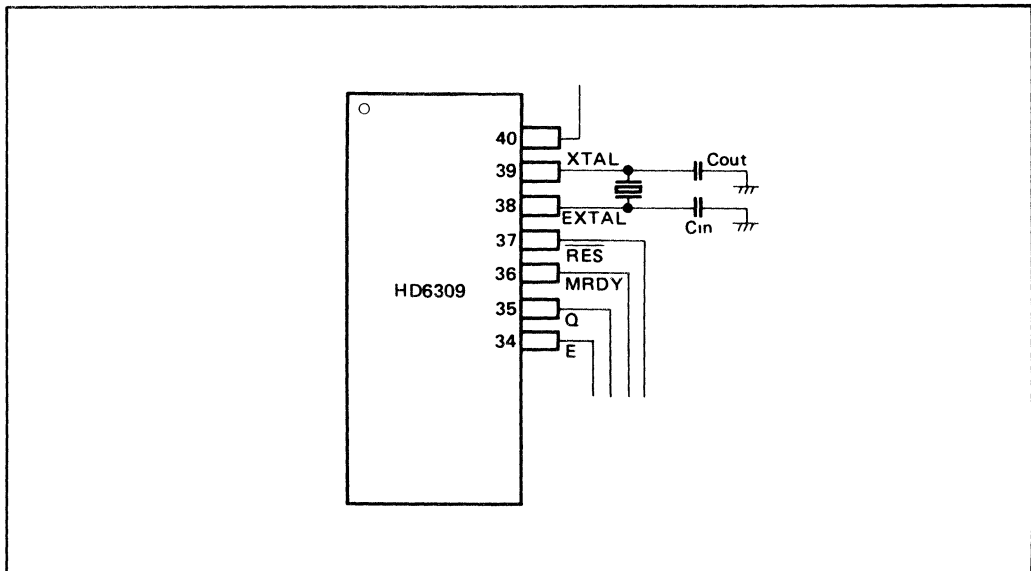 40
XTAL
39
Cout
38
EXTAL
Cin
37
RES
36
MRDY
HD6309
35
Q
34
E